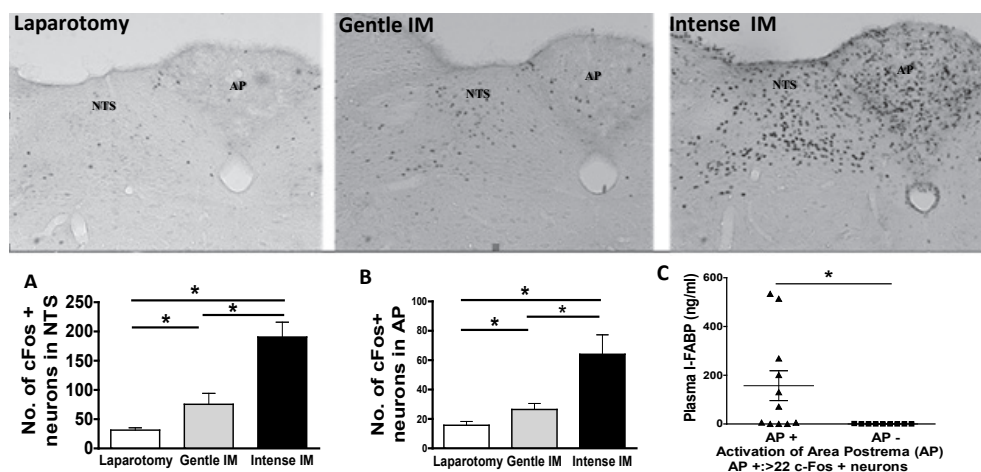 Laparotomy
Gentle IM
Intense IM
NTS
AP
NTS
AP
NTS
AP
A
No. of cFos +
neurons in NTS
250
200
150
100
50
0
Laparotomy Gentle IM Intense IM
*
*
*
B
No. of cFos+
neurons in AP
100
80
60
40
20
0
Laparotomy Gentle IM Intense IM
*
*
*
C
Plasma I-FABP (ng/ml)
600
400
200
0
*
AP + AP -
Activation of Area Postrema (AP)
AP +:>22 c-Fos + neurons